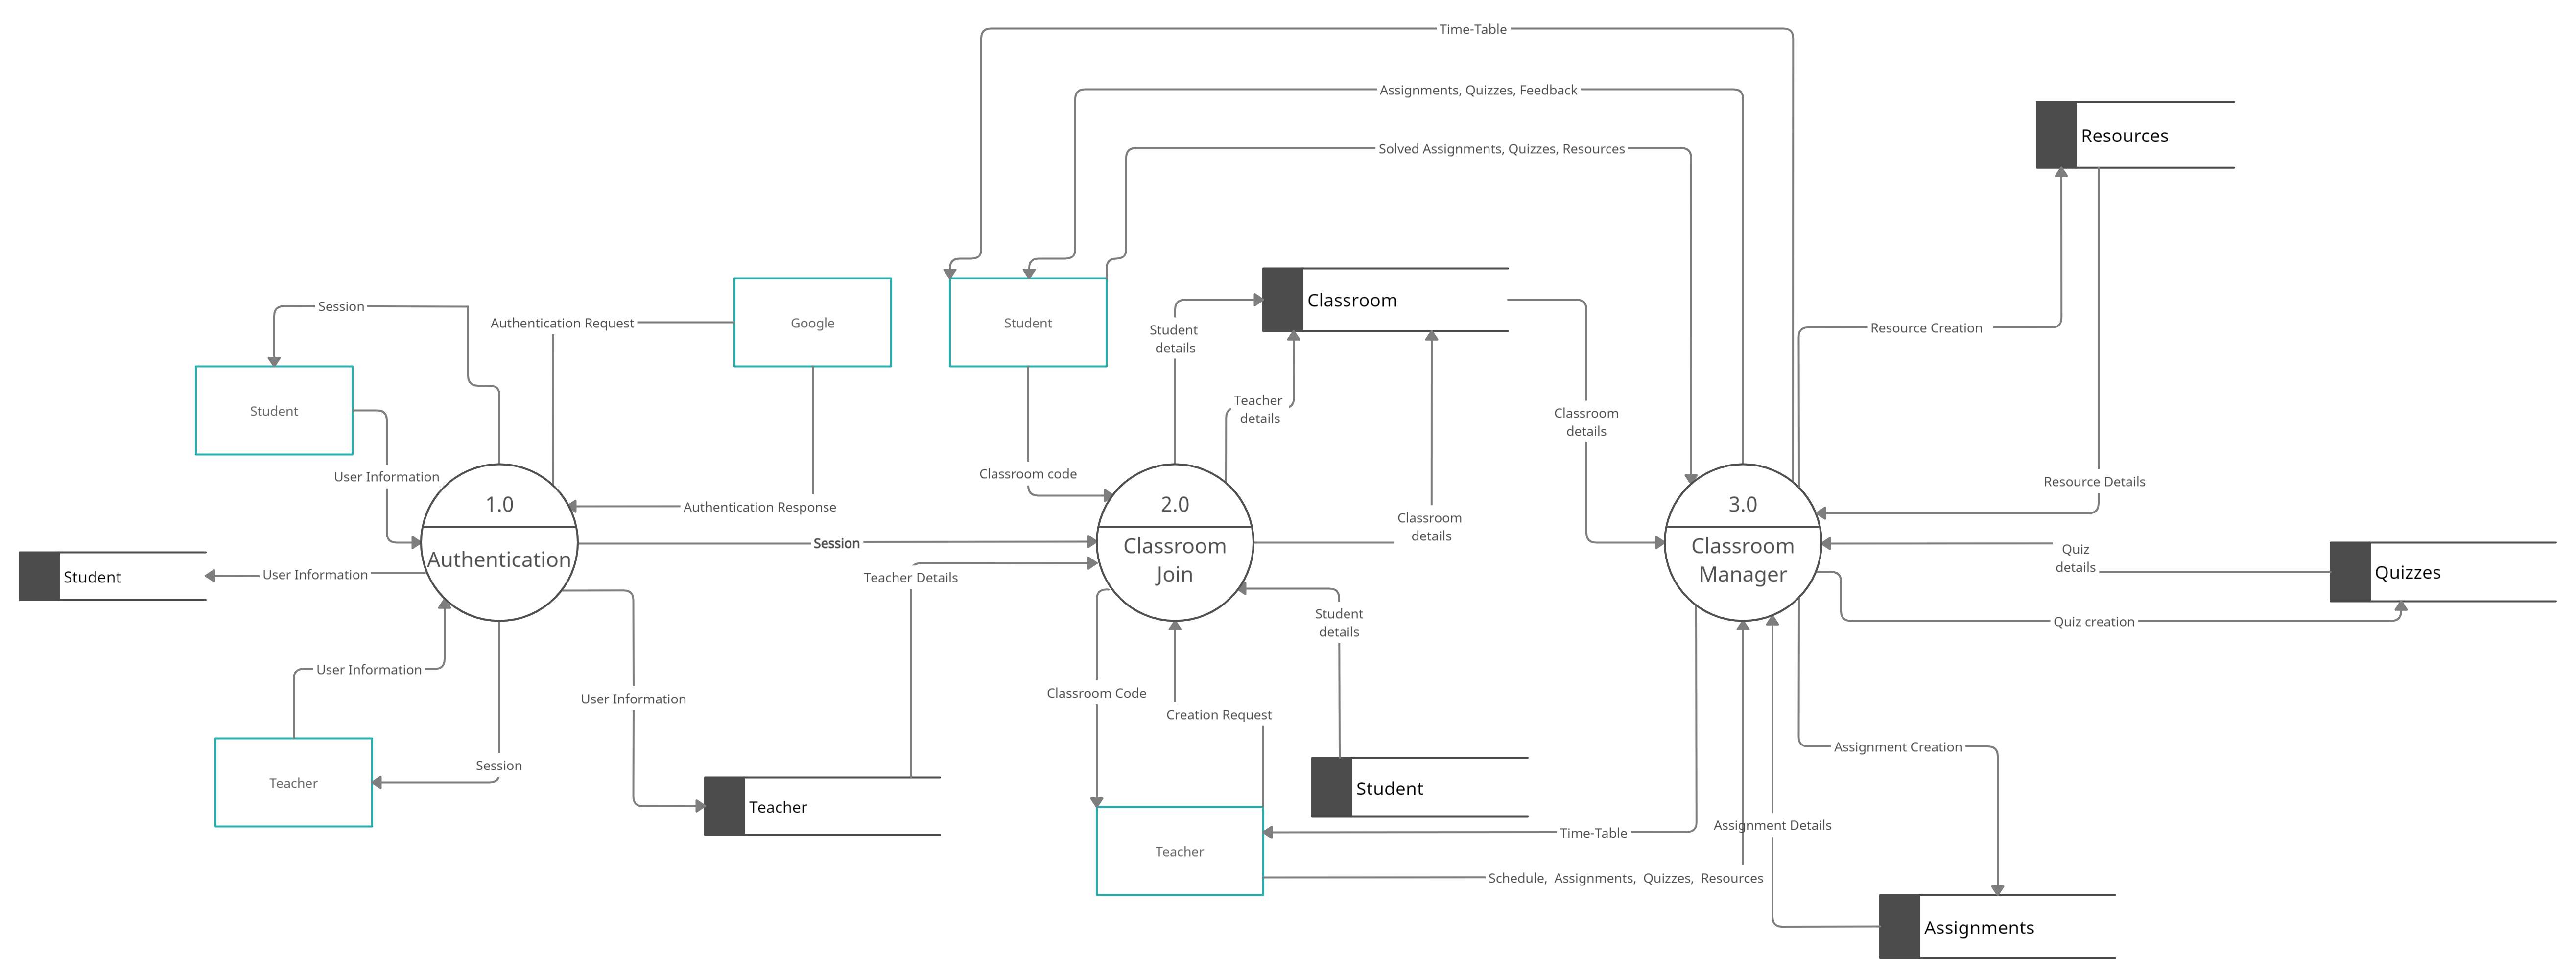 Time-Table
Assignments, Quizzes, Feedback
Solved Assignments, Quizzes, Resources
Resources
Session
Authentication Request
Google
Student
Student
details
Classroom
Resource Creation
Student
Teacher
details
Classroom
details
User Information
Classroom code
Resource Details
1.0
Authentication
Authentication Response
2.0
Classroom
Join
Classroom
details
3.0
Classroom
Manager
Session
Quiz
details
Quizzes
Student
User Information
Teacher Details
Student
details
Quiz creation
User Information
User Information
Classroom Code
Creation Request
Assignment Creation
Session
Teacher
Teacher
Student
Time-Table
Assignment Details
Teacher
Schedule, Assignments, Quizzes, Resources
Assignments